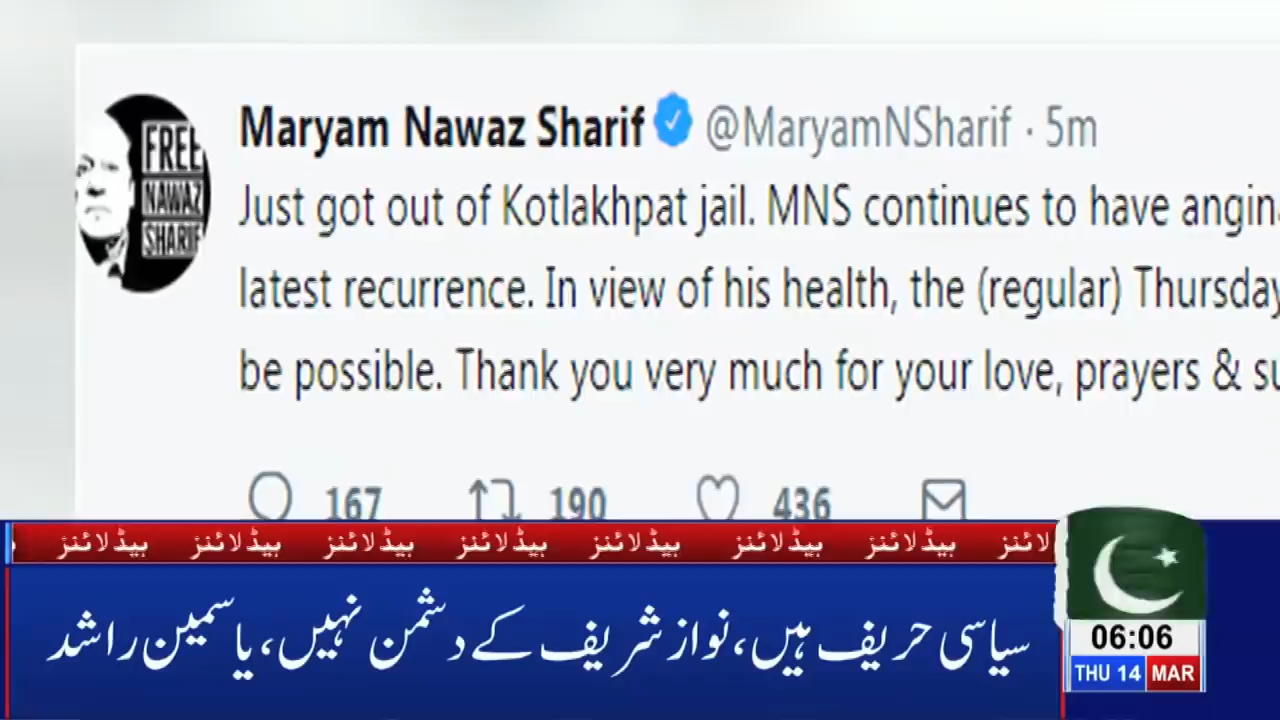 FREE
NAWAZ
SHARIF
Maryam Nawaz Sharif @MaryamNSharif · 5m
Just got out of Kotlakhpat jail. MNS continues to have angin
latest recurrence. In view of his health, the (regular) Thursday
be possible. Thank you very much for your love, prayers & su
167 190 436
ہیڈلائنز ہیڈلائنز ہیڈلائنز ہیڈلائنز ہیڈلائنز ہیڈلائنز ہیڈلائنز لائنز
سیاسی حریف ہیں، نواز شریف کے دشمن نہیں، یاسمین راشد
06:06
THU 14 MAR